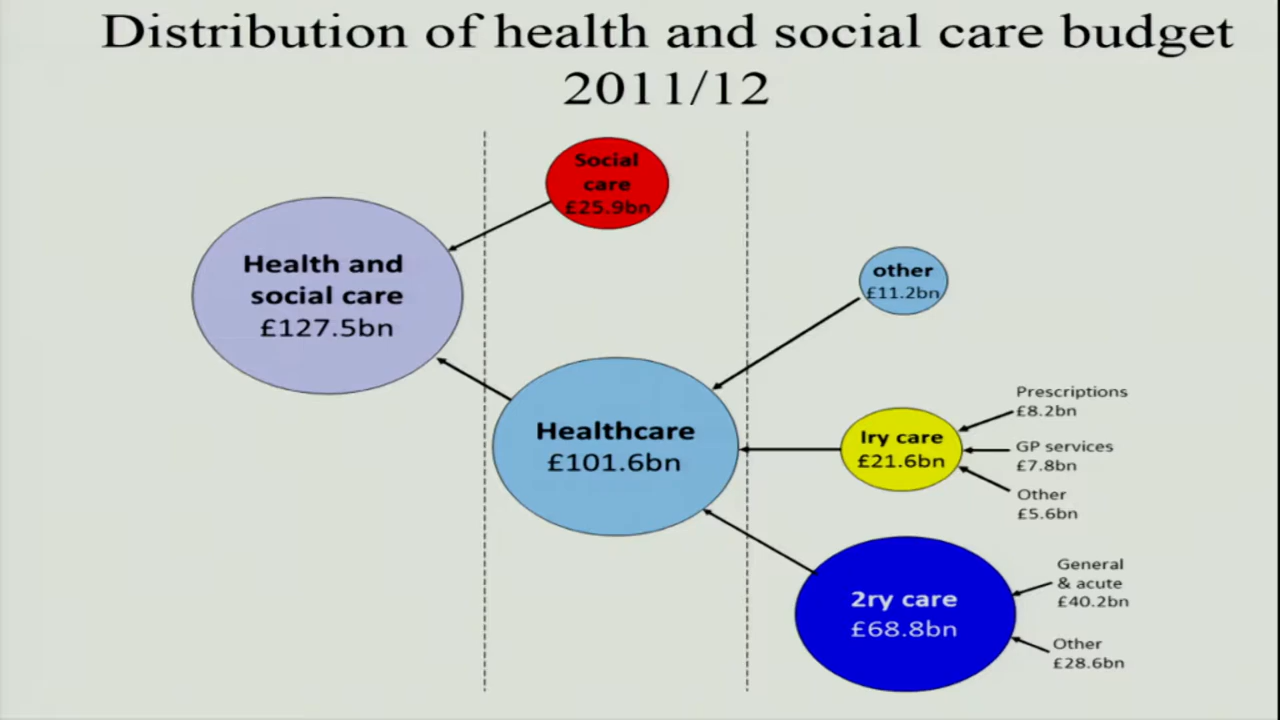 Distribution of health and social care budget
2011/12
Social
care
£25.9bn
Health and
social care
£127.5bn
other
£11.2bn
Healthcare
£101.6bn
Iry care
£21.6bn
Prescriptions
£8.2bn
GP services
£7.8bn
Other
£5.6bn
2ry care
£68.8bn
General
& acute
£40.2bn
Other
£28.6bn